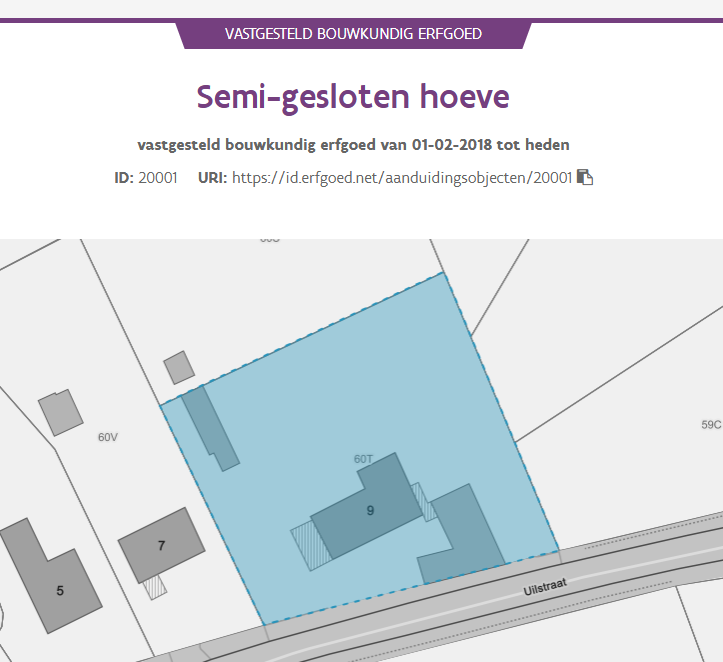 VASTGESTELD BOUWKUNDIG ERFGOED
Semi-gesloten hoeve
vastgesteld bouwkundig erfgoed van 01-02-2018 tot heden
ID: 20001 URI: https://id.erfgoed.net/aanduidingsobjecten/20001
59C
60V
60T
9
7
5
Uilstraat